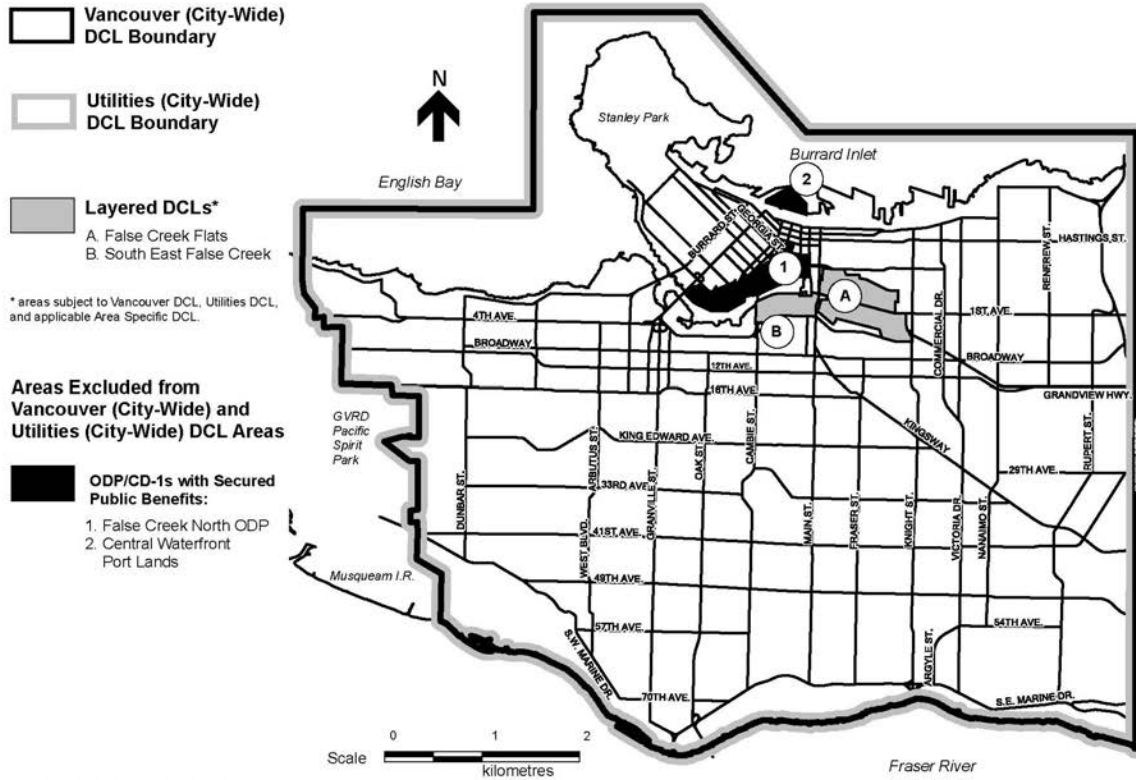 Vancouver (City-Wide)
DCL Boundary
Utilities (City-Wide)
DCL Boundary
Layered DCLs*
A. False Creek Flats
B. South East False Creek
* areas subject to Vancouver DCL, Utilities DCL,
and applicable Area Specific DCL.
Areas Excluded from
Vancouver (City-Wide) and
Utilities (City-Wide) DCL Areas
ODP/CD-1s with Secured
Public Benefits:
1. False Creek North ODP
2. Central Waterfront
Port Lands
N
Stanley Park
English Bay
Burrard Inlet
2
BURRARD ST.
GEORGIA ST.
1
A
B
HASTINGS ST.
RENFREW ST.
4TH AVE.
1ST AVE.
COMMERCIAL DR.
BROADWAY
BROADWAY
12TH AVE.
16TH AVE.
GRANDVIEW HWY.
GVRD
Pacific
Spirit
Park
KING EDWARD AVE.
KINGSWAY
DUNBAR ST.
ARBUTUS ST.
GRANVILLE ST.
OAK ST.
CAMBIE ST.
RUPERT ST.
29TH AVE.
33RD AVE.
MAIN ST.
FRASER ST.
KNIGHT ST.
VICTORIA DR.
NANAIMO ST.
41ST AVE.
WEST BLVD.
49TH AVE.
Musqueam I.R.
57TH AVE.
54TH AVE.
S.W. MARINE DR.
ARGYLE ST.
70TH AVE.
S.E. MARINE DR.
Scale
0 1 2
kilometres
Fraser River